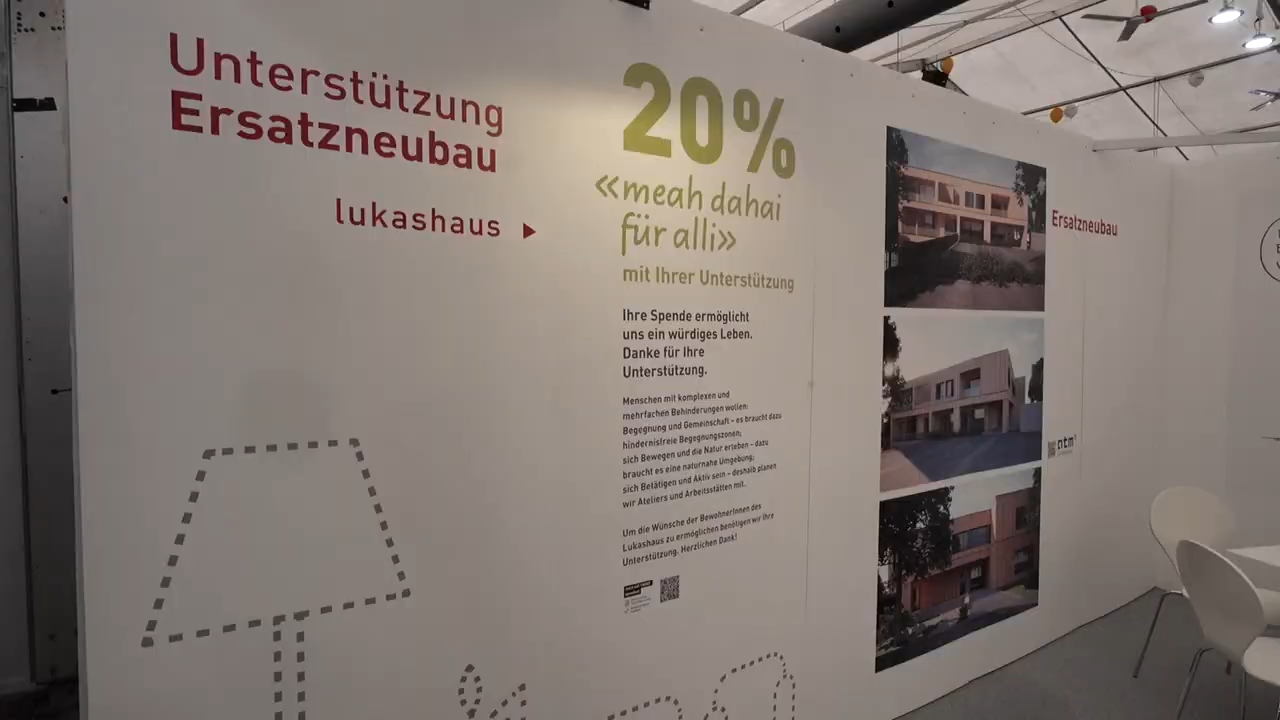 Unterstützung
Ersatzneubau
lukashaus
20%
«meah dahai
für alli»
mit Ihrer Unterstützung
Ihre Spende ermöglicht
uns ein würdiges Leben.
Danke für Ihre
Unterstützung.
Menschen mit komplexen und
mehrfachen Behinderungen wollen:
Begegnung und Gemeinschaft – es braucht dazu
hindernisfreie Begegnungszonen;
sich Bewegen und die Natur erleben – dazu
braucht es eine naturnahe Umgebung;
sich Betätigen und Aktiv sein – deshalb planen
wir Ateliers und Arbeitsstätten mit.
Um die Wünsche der BewohnerInnen des
Lukashaus zu ermöglichen benötigen wir Ihre
Unterstützung. Herzlichen Dank!
Ersatzneubau